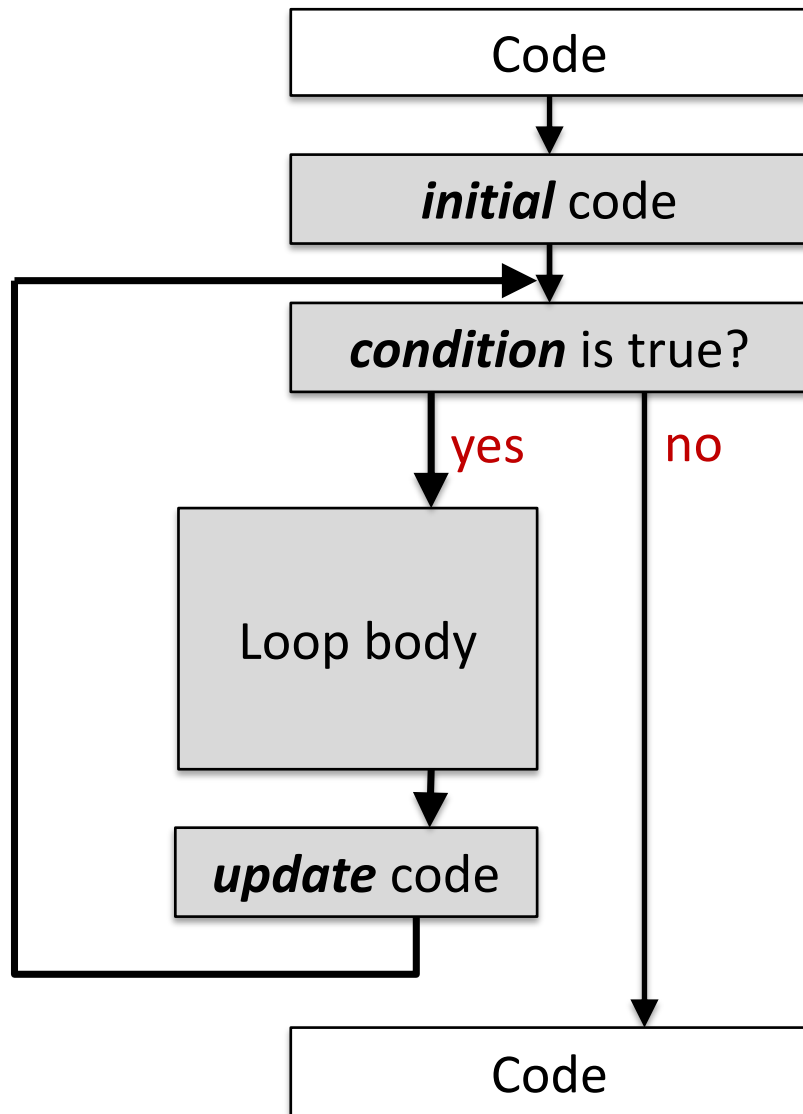 Code
initial code
condition is true?
yes
no
Loop body
update code
Code